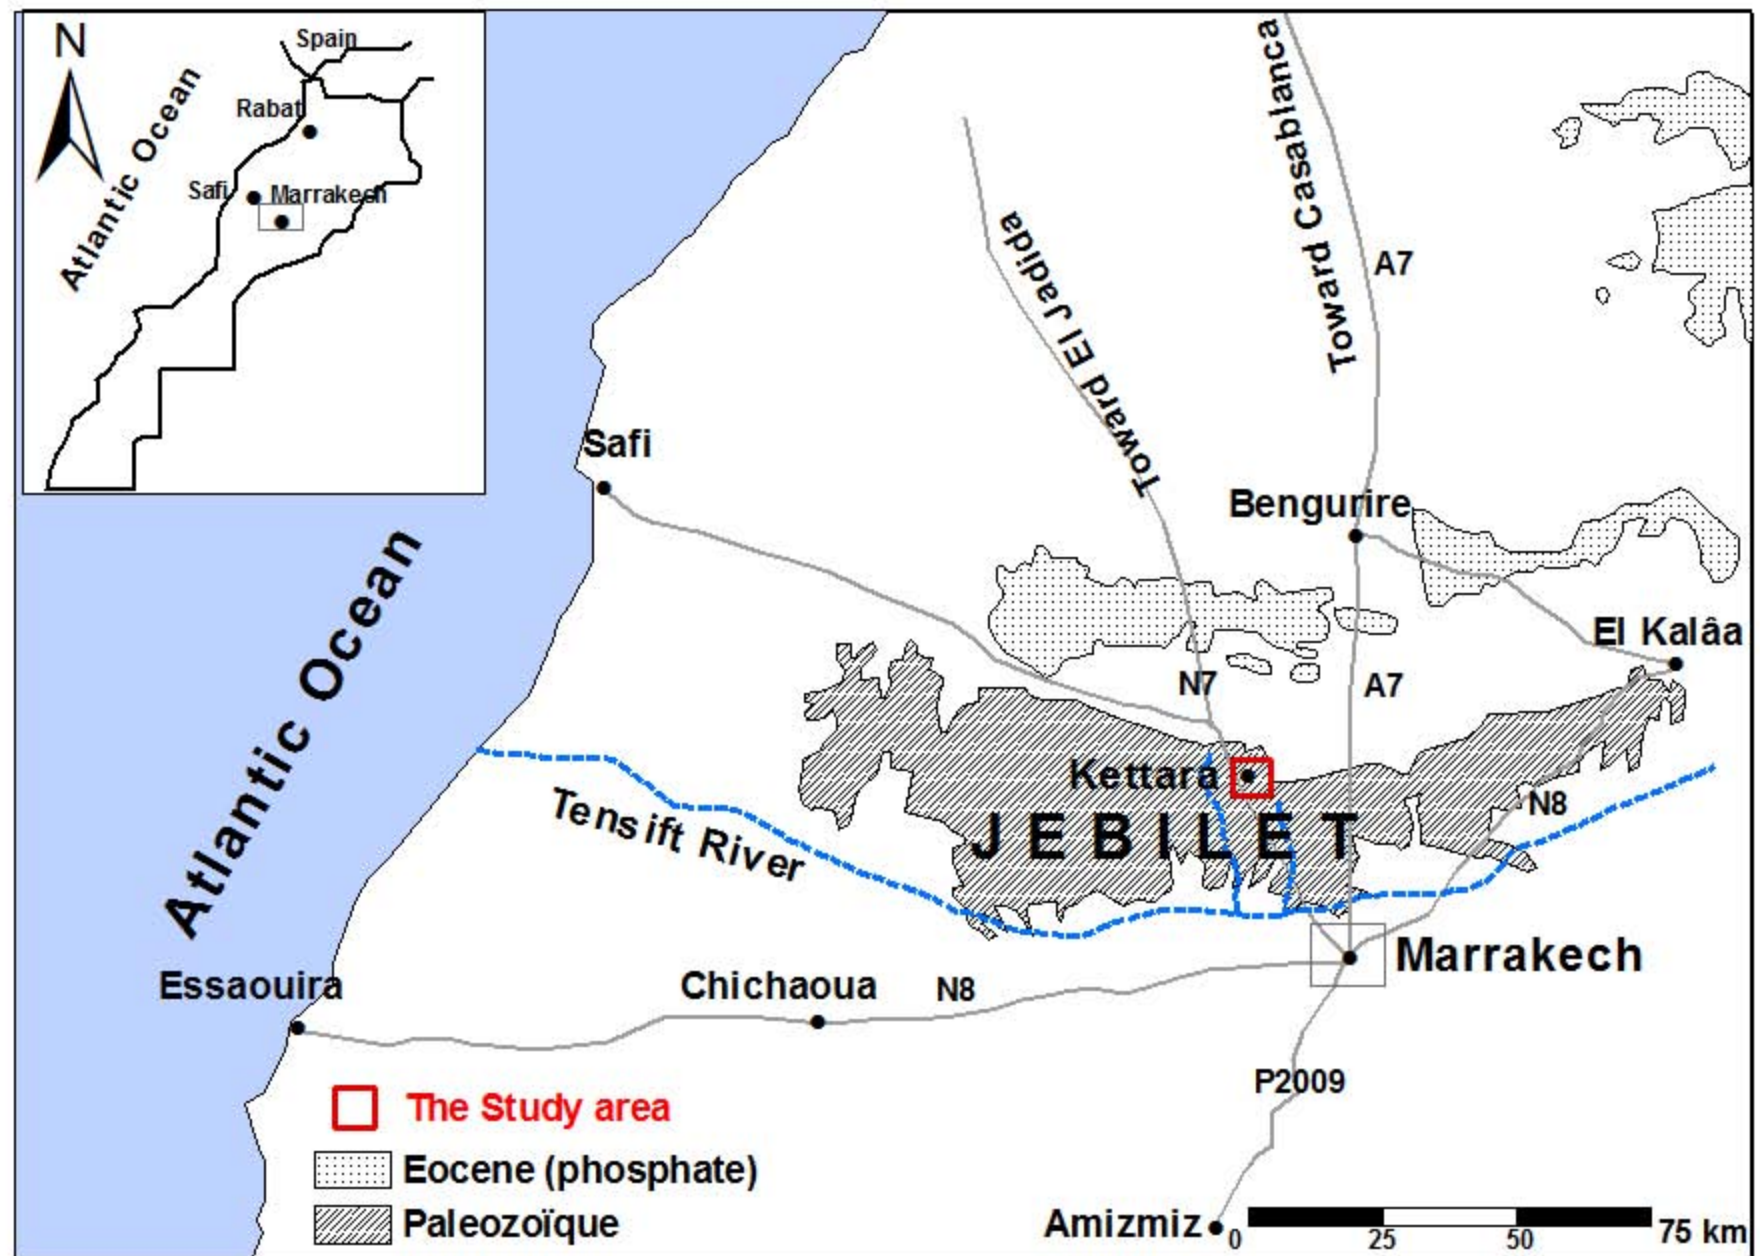 N
Spain
Rabat
Atlantic Ocean
Safi
Marrakech
Toward Casablanca
A7
Toward El Jadida
Safi
Bengurire
El Kalâa
N7
A7
Kettara
N8
JEBILET
Tensift River
Atlantic Ocean
Marrakech
Essaouira
Chichaoua
N8
P2009
The Study area
Eocene (phosphate)
Paleozoïque
Amizmiz
0 25 50 75 km